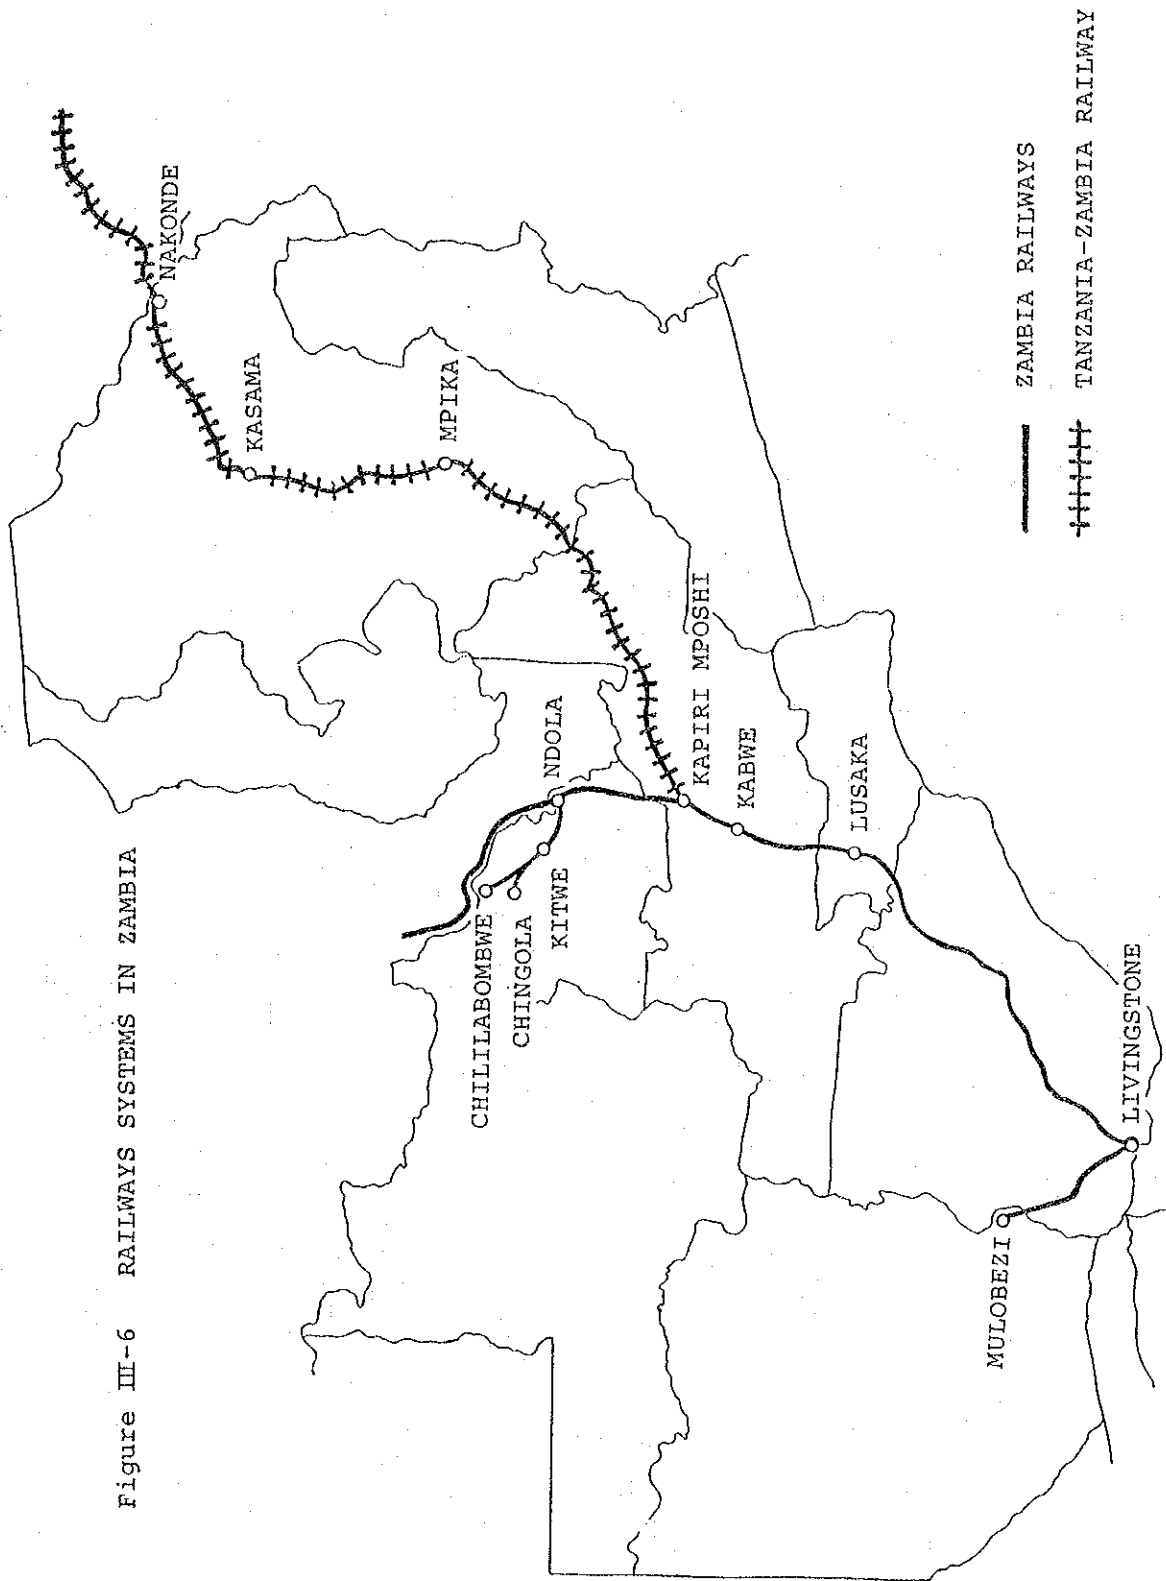 Figure III-6 RAILWAYS SYSTEMS IN ZAMBIA
NAKONDE
KASAMA
MPIKA
NDOLA
CHILILABOMBWE
CHINGOLA
KITWE
KAPIRI MPOSHI
KABWE
LUSAKA
MULOBEZI
LIVINGSTONE
ZAMBIA RAILWAYS
TANZANIA-ZAMBIA RAILWAY